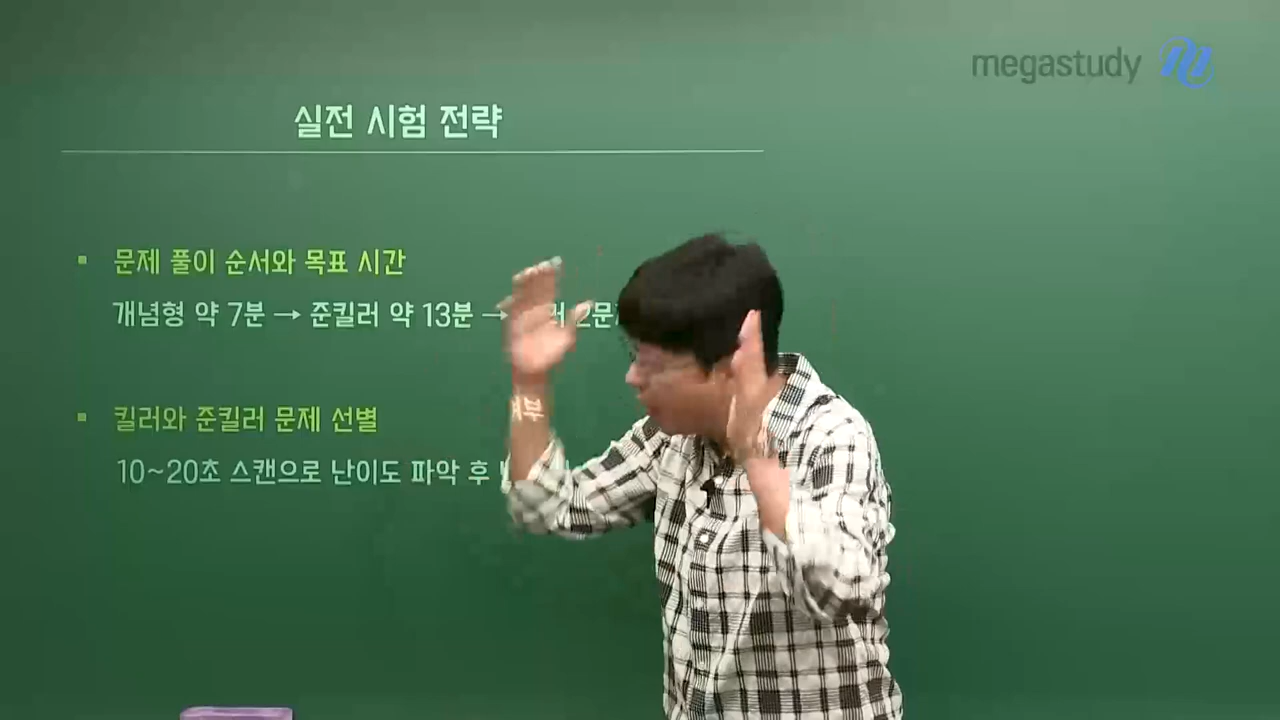 megastudy
실전 시험 전략
▪ 문제 풀이 순서와 목표 시간
개념형 약 7분 → 준킬러 약 13분 →
▪ 킬러와 준킬러 문제 선별
10~20초 스캔으로 난이도 파악 후